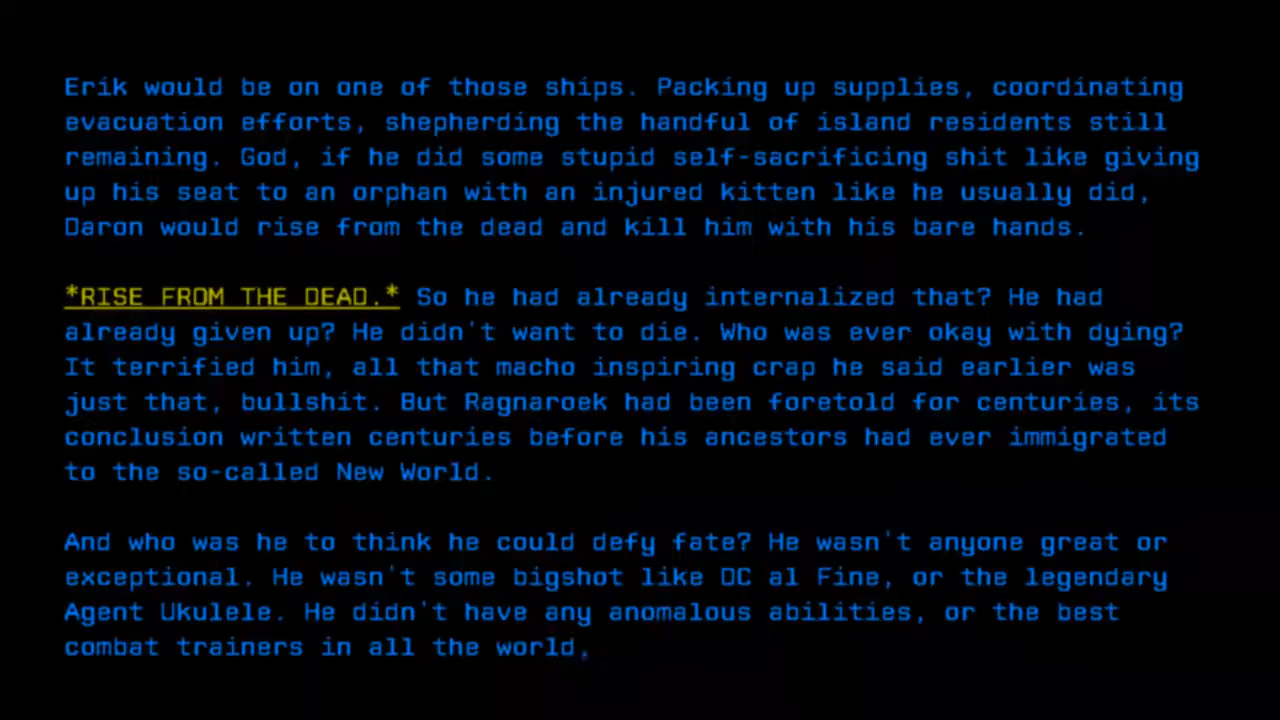 Erik would be on one of those ships. Packing up supplies, coordinating
evacuation efforts, shepherding the handful of island residents still
remaining. God, if he did some stupid self-sacrificing shit like giving
up his seat to an orphan with an injured kitten like he usually did,
Daron would rise from the dead and kill him with his bare hands.
*RISE FROM THE DEAD.* So he had already internalized that? He had
already given up? He didn't want to die. Who was ever okay with dying?
It terrified him, all that macho inspiring crap he said earlier was
just that, bullshit. But Ragnaroek had been foretold for centuries, its
conclusion written centuries before his ancestors had ever immigrated
to the so-called New World.
And who was he to think he could defy fate? He wasn't anyone great or
exceptional. He wasn't some bigshot like DC al Fine, or the legendary
Agent Ukulele. He didn't have any anomalous abilities, or the best
combat trainers in all the world,